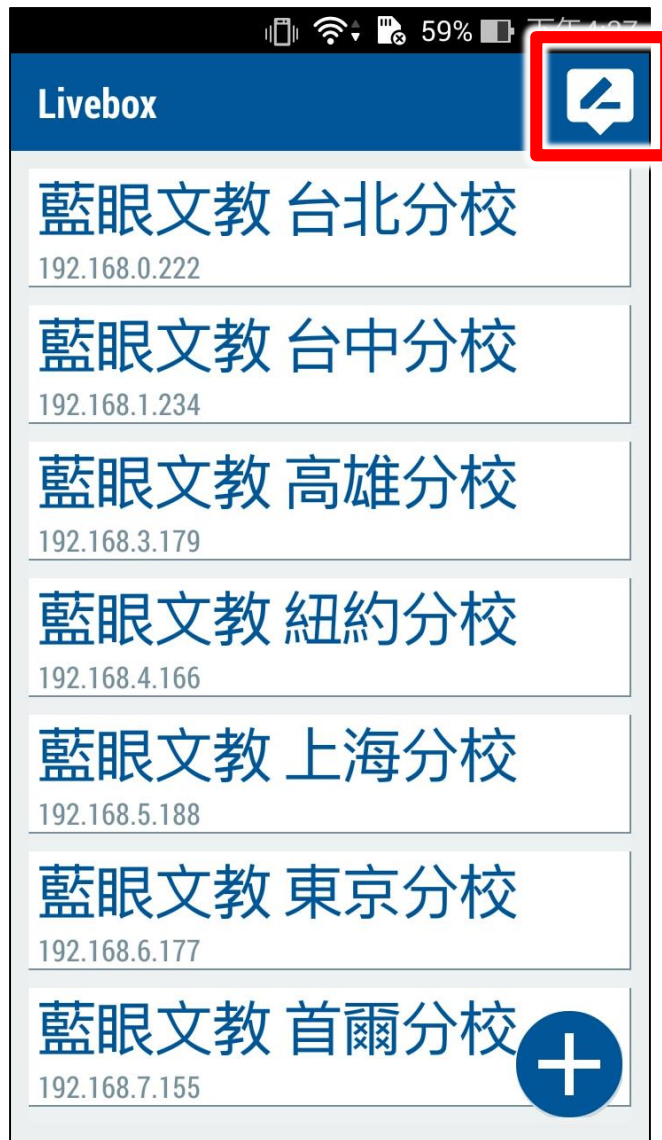 59%
Livebox
藍眼文教 台北分校
192.168.0.222
藍眼文教 台中分校
192.168.1.234
藍眼文教 高雄分校
192.168.3.179
藍眼文教 紐約分校
192.168.4.166
藍眼文教 上海分校
192.168.5.188
藍眼文教 東京分校
192.168.6.177
藍眼文教 首爾分校
192.168.7.155